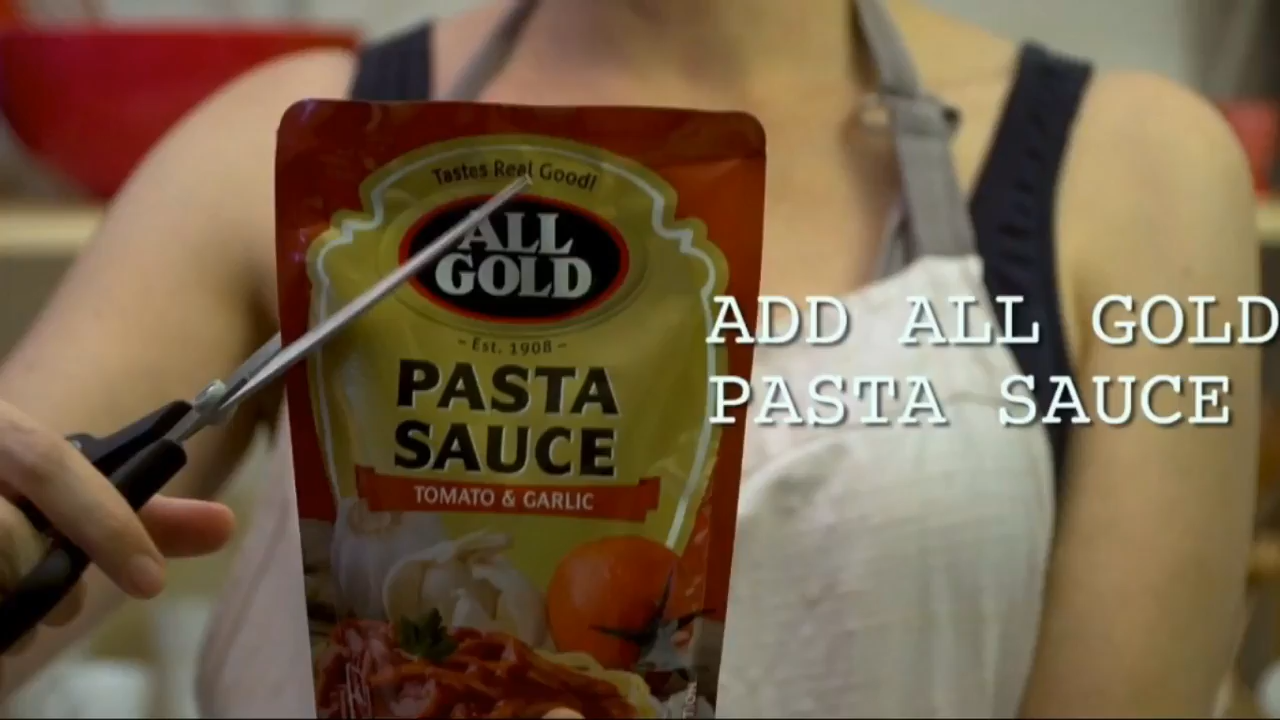 Tastes Real Good!
ALL
GOLD
- Est. 1908 -
PASTA
SAUCE
TOMATO & GARLIC
ADD ALL GOLD
PASTA SAUCE